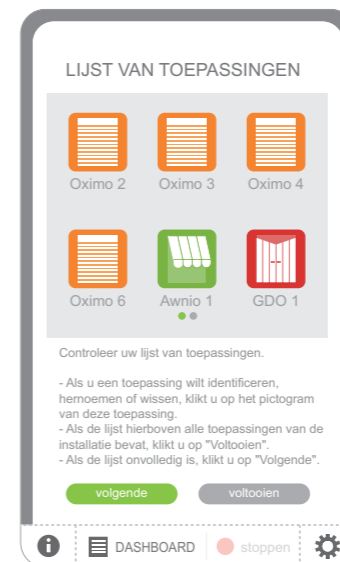 LIJST VAN TOEPASSINGEN
Oximo 2 Oximo 3 Oximo 4
Oximo 6 Awnio 1 GDO 1
Controleer uw lijst van toepassingen.
- Als u een toepassing wilt identificeren,
hernoemen of wissen, klikt u op het pictogram
van deze toepassing.
- Als de lijst hierboven alle toepassingen van de
installatie bevat, klikt u op "Voltooien".
- Als de lijst onvolledig is, klikt u op "Volgende".
volgende voltooien
DASHBOARD stoppen